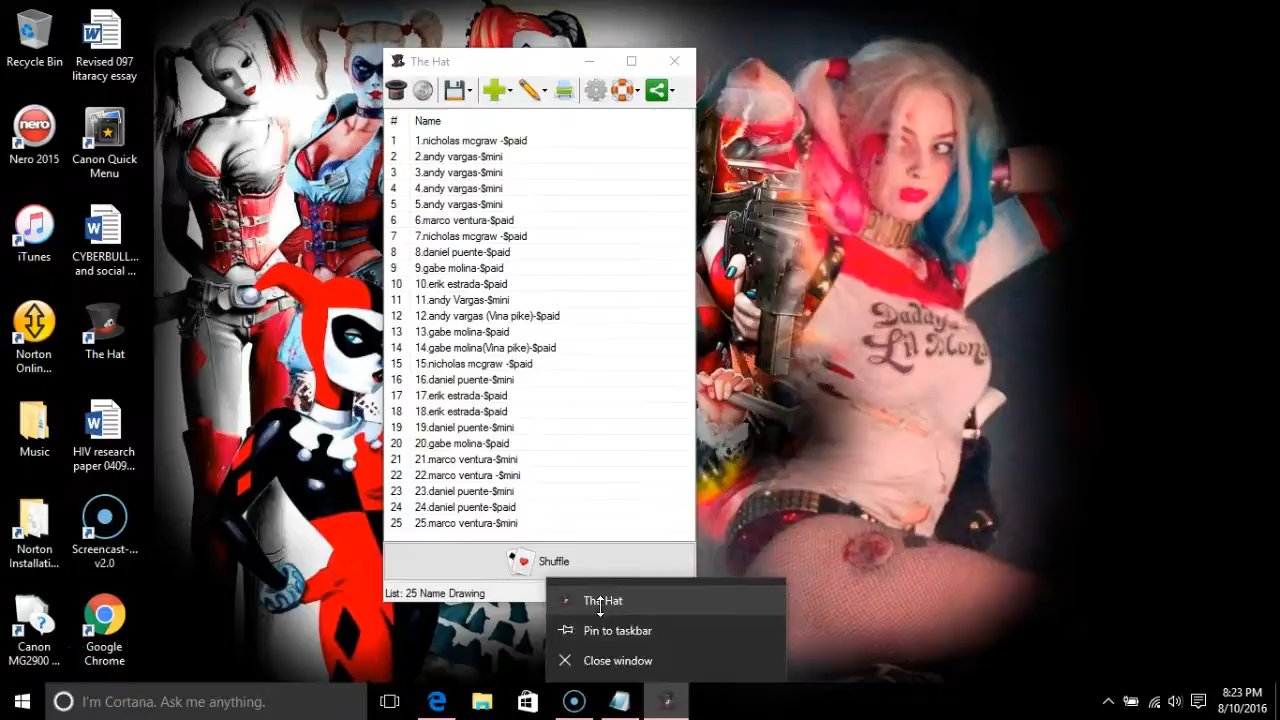 Recycle Bin
Revised 097
litaracy essay
Nero 2015
Canon Quick
Menu
iTunes
CYBERBULL...
and social ...
Norton
Onlin...
The Hat
Music
HIV research
paper 0409...
Norton
Installati...
Screencast-...
v2.0
Canon
MG2900 ...
Google
Chrome
nero
The Hat
# Name
1 1.nicholas mcgraw -$paid
2 2.andy vargas-$mini
3 3.andy vargas-$mini
4 4.andy vargas-$mini
5 5.andy vargas-$mini
6 6.marco ventura-$paid
7 7.nicholas mcgraw -$paid
8 8.daniel puente-$paid
9 9.gabe molina-$paid
10 10.erik estrada-$paid
11 11.andy Vargas-$mini
12 12.andy vargas (Vina pike)-$paid
13 13.gabe molina-$paid
14 14.gabe molina(Vina pike)-$paid
15 15.nicholas mcgraw -$paid
16 16.daniel puente-$mini
17 17.erik estrada-$paid
18 18.erik estrada-$paid
19 19.daniel puente-$mini
20 20.gabe molina-$paid
21 21.marco ventura-$mini
22 22.marco ventura -$mini
23 23.daniel puente-$mini
24 24.daniel puente-$paid
25 25.marco ventura-$mini
Shuffle
List: 25 Name Drawing
The Hat
Pin to taskbar
Close window
Daddy's
Lil Mons
I'm Cortana. Ask me anything.
8:23 PM
8/10/2016